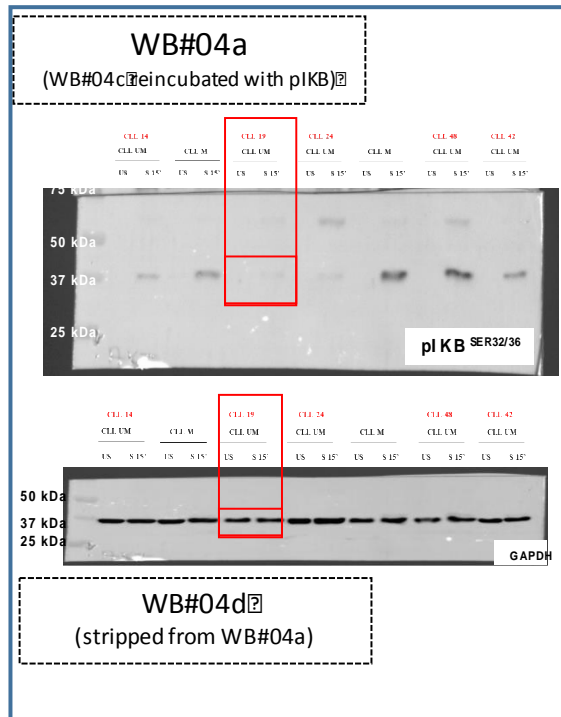 WB#04a
(WB#04c⍰reincubated with pIKB)⍰
CLL 14 CLL 19 CLL 24 CLL 48 CLL 42
CLL UM CLL M CLL UM CLL UM CLL M CLL UM CLL UM
US S 15' US S 15' US S 15' US S 15' US S 15' US S 15' US S 15'
75 kDa
50 kDa
37 kDa
25 kDa
pIKB SER32/36
CLL 14 CLL 19 CLL 24 CLL 48 CLL 42
CLL UM CLL M CLL UM CLL UM CLL M CLL UM CLL UM
US S 15' US S 15' US S 15' US S 15' US S 15' US S 15' US S 15'
50 kDa
37 kDa
25 kDa
GAPDH
WB#04d⍰
(stripped from WB#04a)